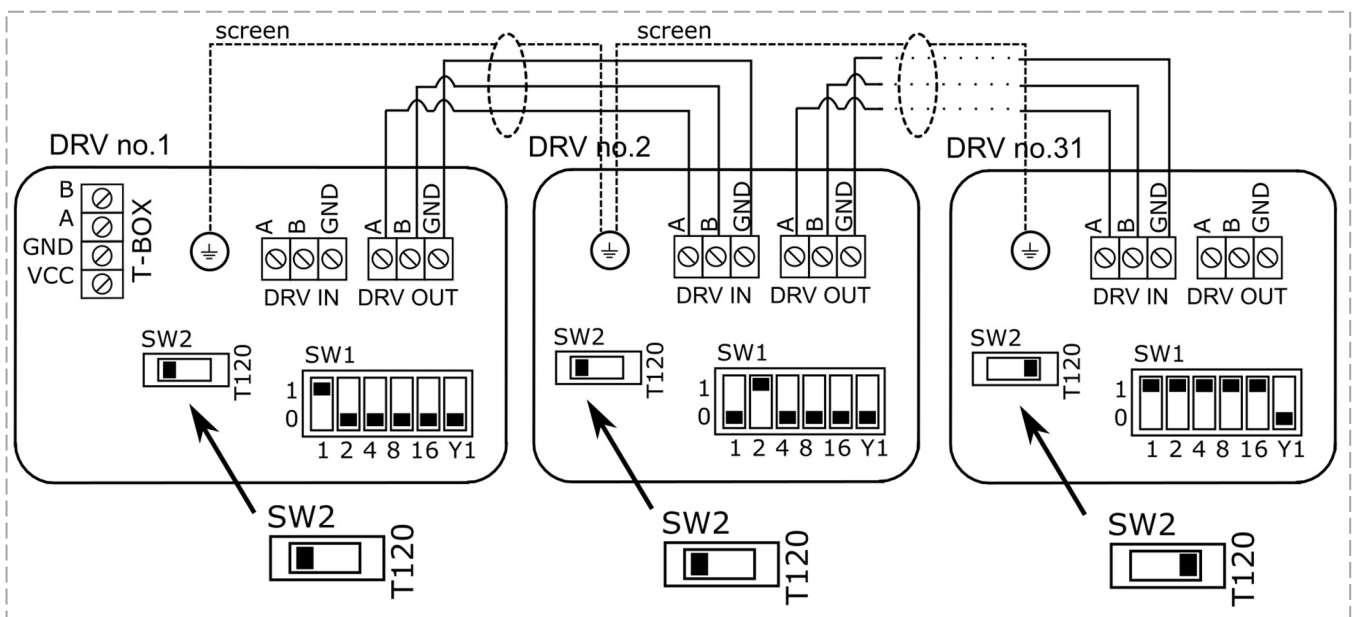 screen
screen
DRV no.1
DRV no.2
DRV no.31
B
A
GND
VCC
T-BOX
A
B
GND
DRV IN
A
B
GND
DRV OUT
SW2
T120
SW1
1
0
1 2 4 8 16 Y1
A
B
GND
DRV IN
A
B
GND
DRV OUT
SW2
T120
SW1
1
0
1 2 4 8 16 Y1
A
B
GND
DRV IN
A
B
GND
DRV OUT
SW2
T120
SW1
1
0
1 2 4 8 16 Y1
SW2
T120
SW2
T120
SW2
T120